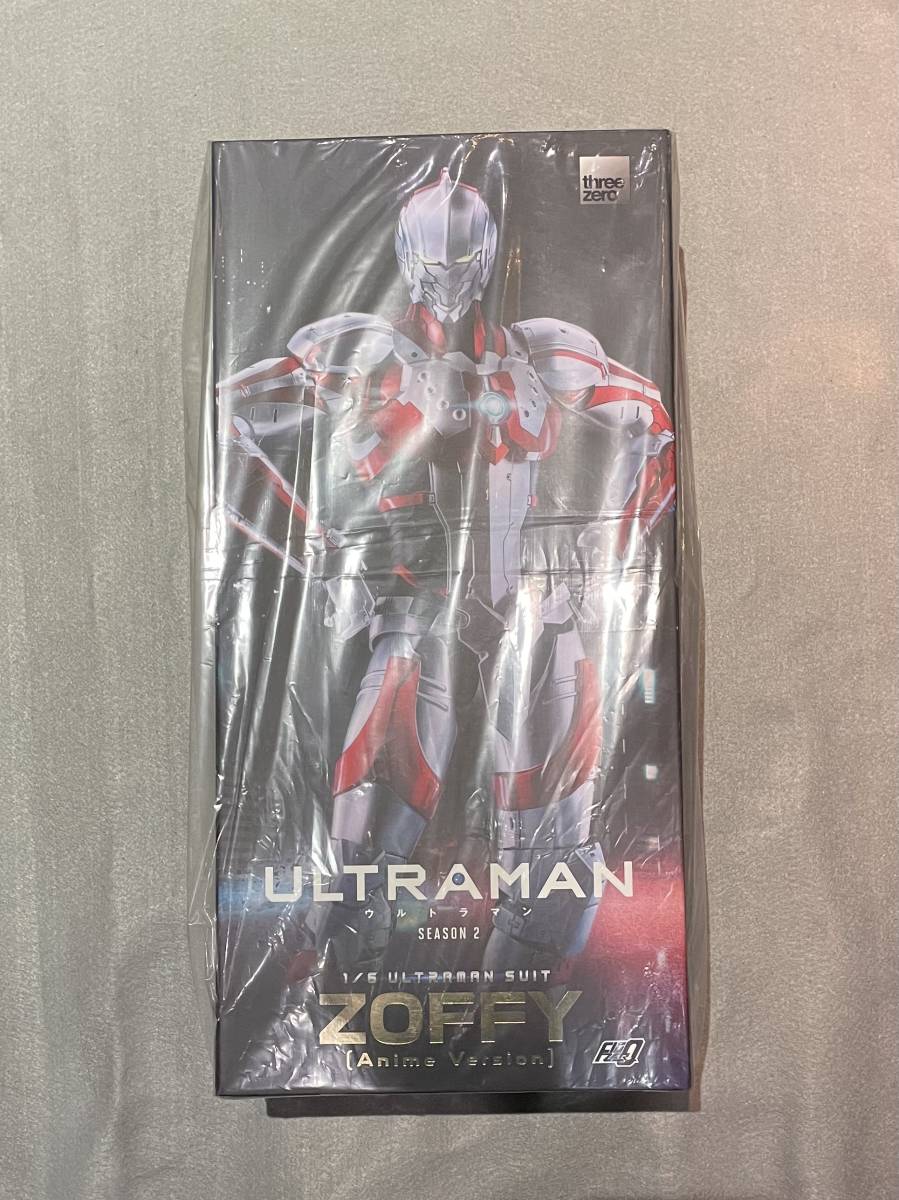 three
zero
ULTRAMAN
ウルトラマン
SEASON 2
1/6 ULTRAMAN SUIT
ZOFFY
(Anime Version)